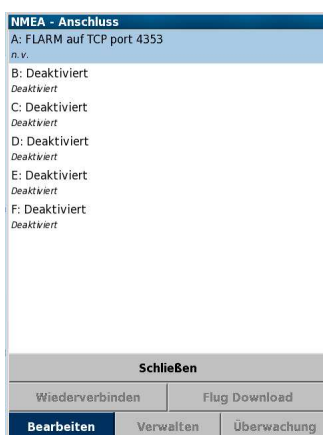 NMEA - Anschluss
A: FLARM auf TCP port 4353
n.v.
B: Deaktiviert
Deaktiviert
C: Deaktiviert
Deaktiviert
D: Deaktiviert
Deaktiviert
E: Deaktiviert
Deaktiviert
F: Deaktiviert
Deaktiviert
Schließen
Wiederverbinden Flug Download
Bearbeiten Verwalten Überwachung